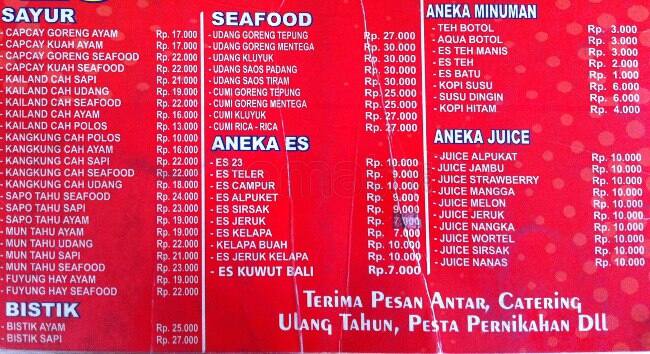 SAYUR
- CAPCAY GORENG AYAM Rp. 17.000
- CAPCAY KUAH AYAM Rp. 17.000
- CAPCAY GORENG SEAFOOD Rp. 22.000
- CAPCAY KUAH SEAFOOD Rp. 22.000
- KAILAND CAH SAPI Rp. 21.000
- KAILAND CAH UDANG Rp. 19.000
- KAILAND CAH SEAFOOD Rp. 22.000
- KAILAND CAH AYAM Rp. 16.000
- KAILAND CAH POLOS Rp. 13.000
- KANGKUNG CAH POLOS Rp. 10.000
- KANGKUNG CAH AYAM Rp. 16.000
- KANGKUNG CAH SAPI Rp. 22.000
- KANGKUNG CAH SEAFOOD Rp. 22.000
- KANGKUNG CAH UDANG Rp. 18.000
- SAPO TAHU SEAFOOD Rp. 24.000
- SAPO TAHU SAPI Rp. 23.000
- SAPO TAHU AYAM Rp. 19.000
- MUN TAHU AYAM Rp. 19.000
- MUN TAHU UDANG Rp. 22.000
- MUN TAHU SAPI Rp. 21.000
- MUN TAHU SEAFOOD Rp. 23.000
- FUYUNG HAY AYAM Rp. 19.000
- FUYUNG HAY SEAFOOD Rp. 22.000
BISTIK
- BISTIK AYAM Rp. 25.000
- BISTIK SAPI Rp. 27.000
SEAFOOD
- UDANG GORENG TEPUNG Rp. 27.000
- UDANG GORENG MENTEGA Rp. 30.000
- UDANG KLUYUK Rp. 30.000
- UDANG SAOS PADANG Rp. 30.000
- UDANG SAOS TIRAM Rp. 30.000
- CUMI GORENG TEPUNG Rp. 25.000
- CUMI GORENG MENTEGA Rp. 25.000
- CUMI KLUYUK Rp. 27.000
- CUMI RICA - RICA Rp. 27.000
ANEKA ES
- ES 23 Rp. 10.000
- ES TELER Rp. 9.000
- ES CAMPUR Rp. 10.000
- ES ALPUKET Rp. 9.000
- ES SIRSAK Rp. 9.000
- ES JERUK Rp.
- ES KELAPA Rp. 7.000
- KELAPA BUAH Rp. 10.000
- ES JERUK KELAPA Rp. 10.000
- ES KUWUT BALI Rp.7.000
ANEKA MINUMAN
- TEH BOTOL Rp. 3.000
- AQUA BOTOL Rp. 3.000
- ES TEH MANIS Rp. 3.000
- ES TEH Rp. 2.000
- ES BATU Rp. 1.000
- KOPI SUSU Rp. 6.000
- SUSU DINGIN Rp. 6.000
- KOPI HITAM Rp. 4.000
ANEKA JUICE
- JUICE ALPUKAT Rp. 10.000
- JUICE JAMBU Rp. 10.000
- JUICE STRAWBERRY Rp. 10.000
- JUICE MANGGA Rp. 10.000
- JUICE MELON Rp. 10.000
- JUICE JERUK Rp. 10.000
- JUICE NANGKA Rp. 10.000
- JUICE WORTEL Rp. 10.000
- JUICE SIRSAK Rp. 10.000
- JUICE NANAS Rp. 10.000
TERIMA PESAN ANTAR, CATERING
ULANG TAHUN, PESTA PERNIKAHAN Dll